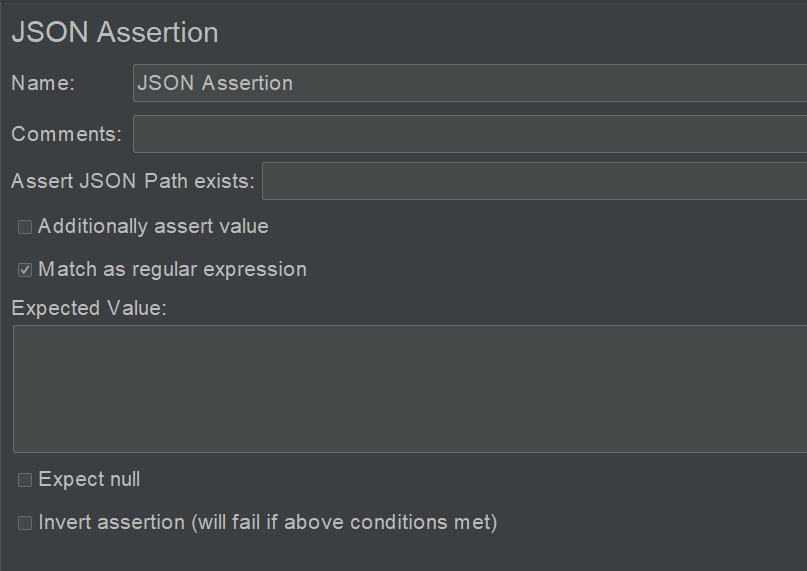 JSON Assertion
Name: JSON Assertion
Comments:
Assert JSON Path exists:
Additionally assert value
Match as regular expression
Expected Value:
Expect null
Invert assertion (will fail if above conditions met)